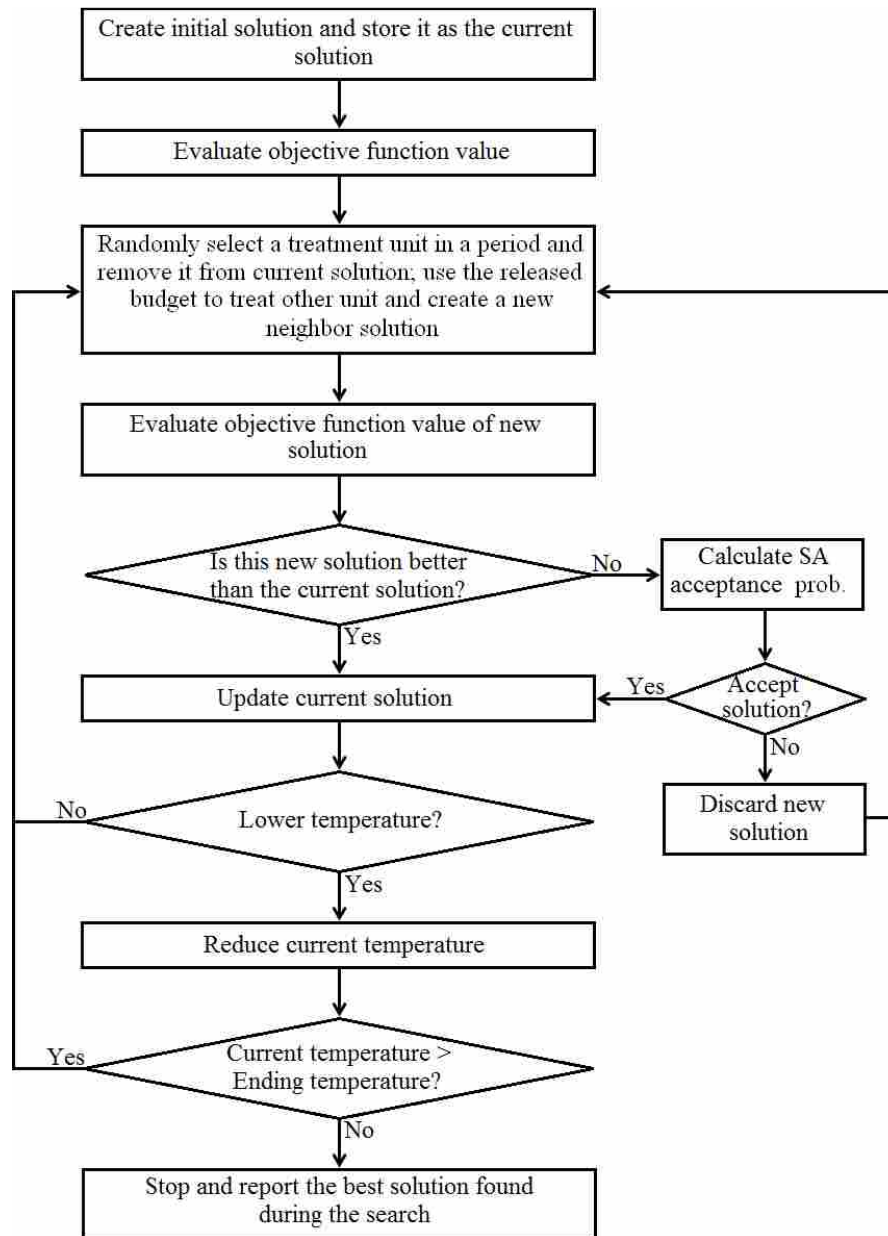 Create initial solution and store it as the current
solution
Evaluate objective function value
Randomly select a treatment unit in a period and
remove it from current solution; use the released
budget to treat other unit and create a new
neighbor solution
Evaluate objective function value of new
solution
Is this new solution better
than the current solution?
No
Calculate SA
acceptance prob.
Yes
Update current solution
Yes
Accept
solution?
No
Discard new
solution
No
Lower temperature?
Yes
Reduce current temperature
Yes
Current temperature >
Ending temperature?
No
Stop and report the best solution found
during the search